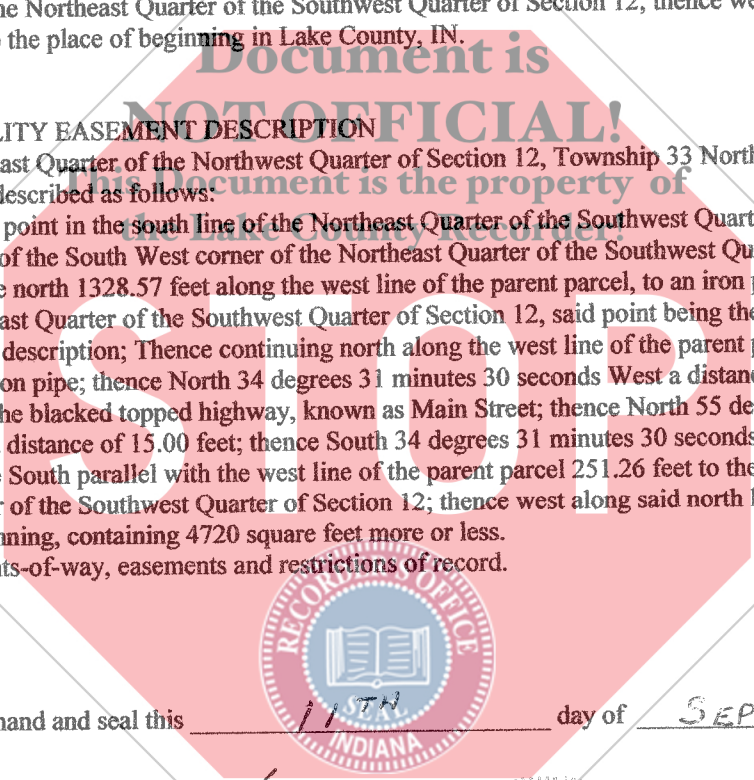 he Northeast Quarter of the Southwest Quarter of Section 12, thence we
the place of beginning in Lake County, IN.
Document is
NOT OFFICIAL!
LITY EASEMENT DESCRIPTION
ast Quarter of the Northwest Quarter of Section 12, Township 33 North
This Document is the property of
described as follows:
point in the south line of the Northeast Quarter of the Southwest Quart
the Lake County Recorder!
of the South West corner of the Northeast Quarter of the Southwest Qu
e north 1328.57 feet along the west line of the parent parcel, to an iron p
ast Quarter of the Southwest Quarter of Section 12, said point being the
description; Thence continuing north along the west line of the parent p
on pipe; thence North 34 degrees 31 minutes 30 seconds West a distanc
he blacked topped highway, known as Main Street; thence North 55 de
distance of 15.00 feet; thence South 34 degrees 31 minutes 30 seconds
e South parallel with the west line of the parent parcel 251.26 feet to the
r of the Southwest Quarter of Section 12; thence west along said north l
STOP
nning, containing 4720 square feet more or less.
ts-of-way, easements and restrictions of record.
RECORDER'S OFFICE
SEAL
INDIANA
hand and seal this 11TH day of SEP